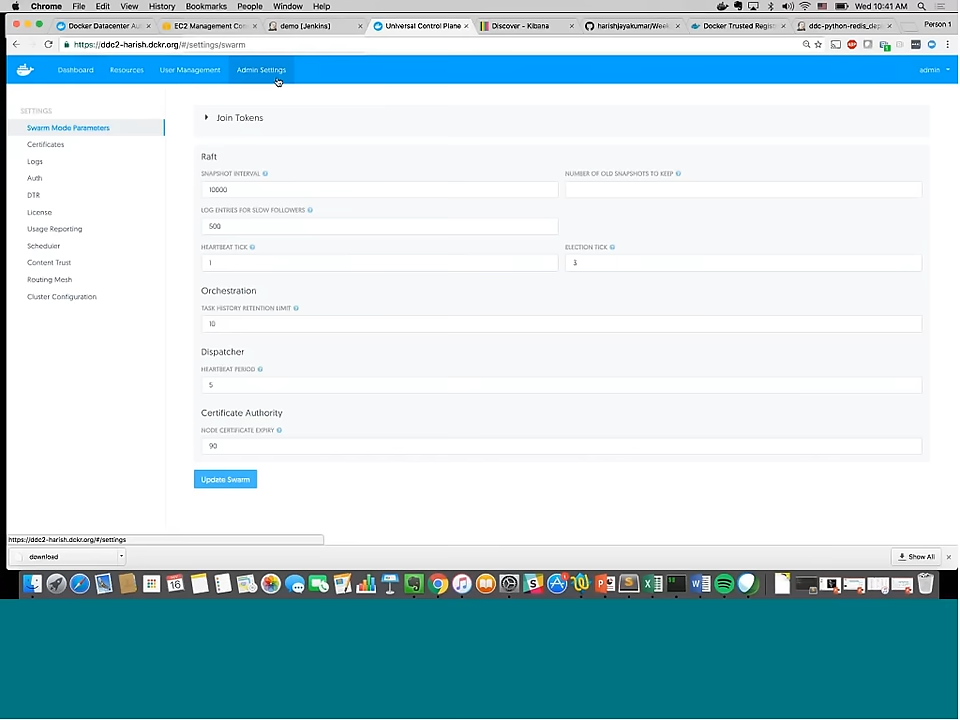 Chrome File Edit View History Bookmarks People Window Help Wed 10:41 AM
Docker Datacenter Au × EC2 Management Con × demo [Jenkins] × Universal Control Plane × Discover - Kibana × harishjayakumar/Week × Docker Trusted Regist × ddc-python-redis_dep × Person 1
https://ddc2-harish.dckr.org/#/settings/swarm
Dashboard Resources User Management Admin Settings admin
SETTINGS
Swarm Mode Parameters
Certificates
Logs
Auth
DTR
License
Usage Reporting
Scheduler
Content Trust
Routing Mesh
Cluster Configuration
Join Tokens
Raft
SNAPSHOT INTERVAL NUMBER OF OLD SNAPSHOTS TO KEEP
10000
LOG ENTRIES FOR SLOW FOLLOWERS
500
HEARTBEAT TICK ELECTION TICK
1 3
Orchestration
TASK HISTORY RETENTION LIMIT
10
Dispatcher
HEARTBEAT PERIOD
5
Certificate Authority
NODE CERTIFICATE EXPIRY
90
Update Swarm
https://ddc2-harish.dckr.org/#/settings
download Show All
16